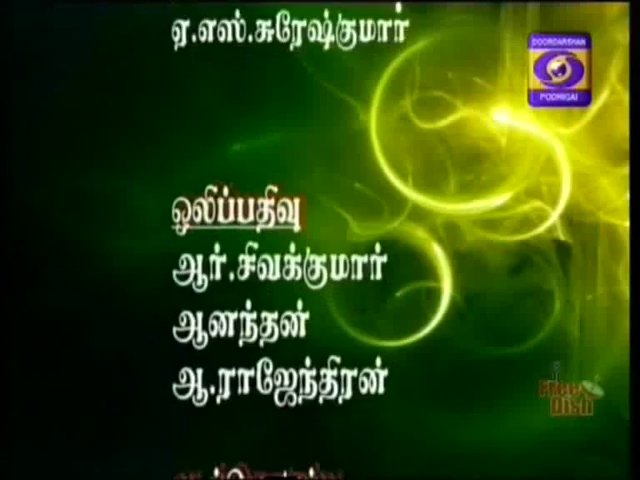 ஏ.எஸ்.சுரேஷ்குமார்
DOORDARSHAN
PODHIGAI
ஒலிப்பதிவு
ஆர்.சிவக்குமார்
ஆனந்தன்
ஆ.ராஜேந்திரன்
Free
Dish